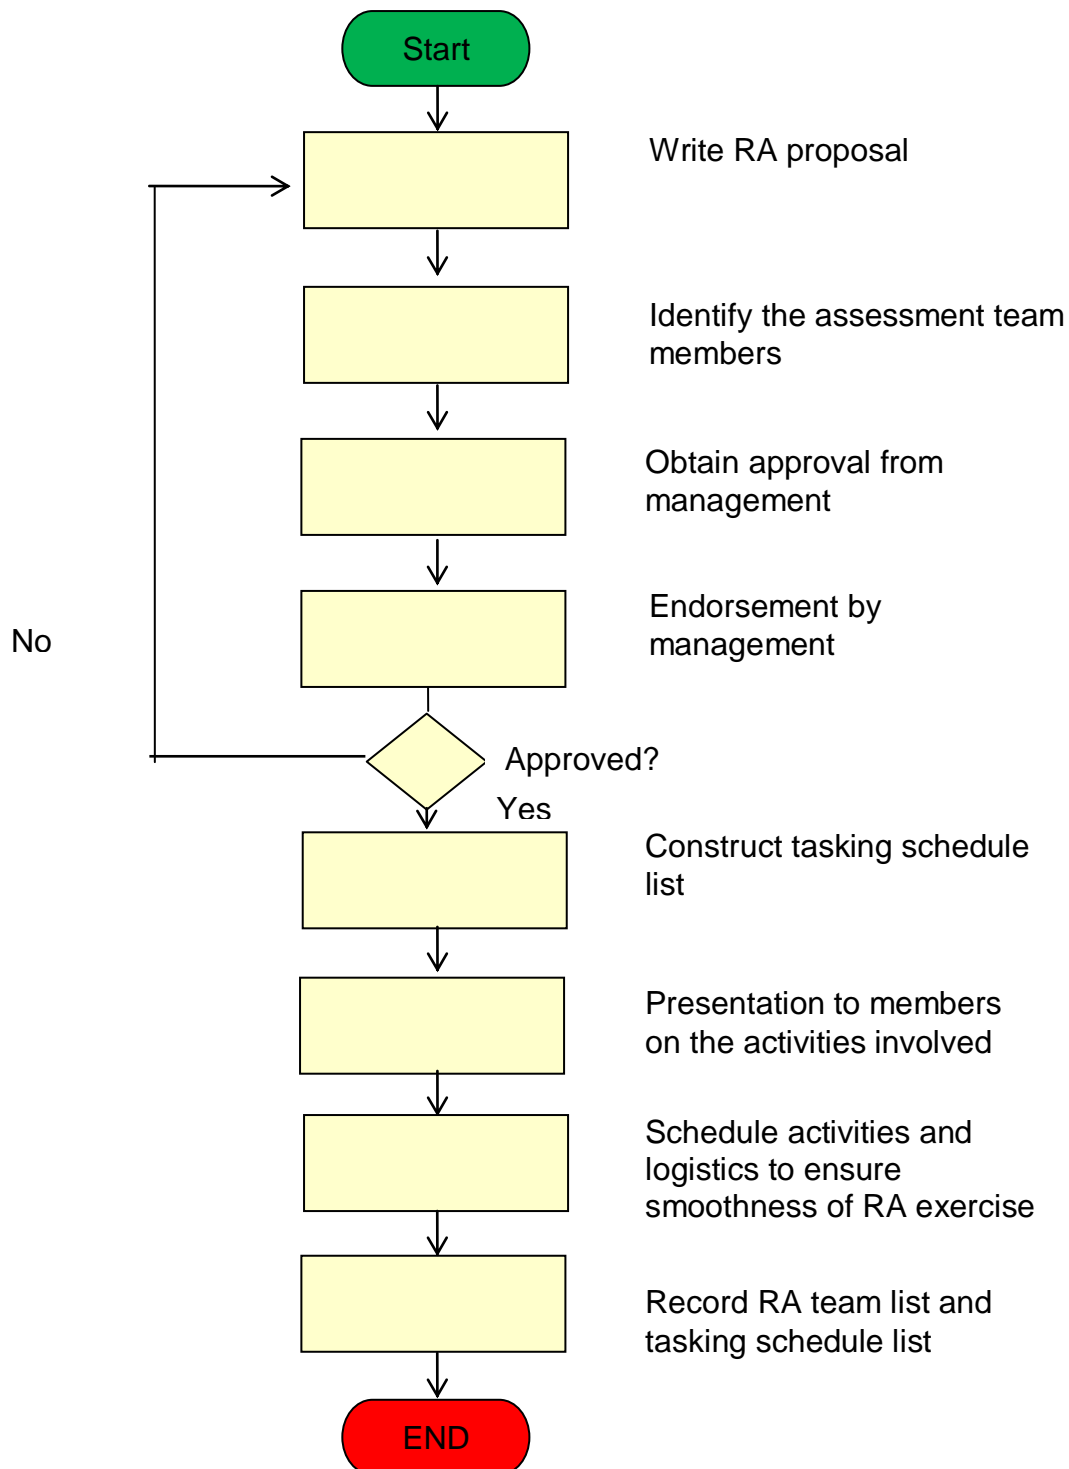 Start
Write RA proposal
Identify the assessment team
members
Obtain approval from
management
Endorsement by
management
No
Approved?
Yes
Construct tasking schedule
list
Presentation to members
on the activities involved
Schedule activities and
logistics to ensure
smoothness of RA exercise
Record RA team list and
tasking schedule list
END